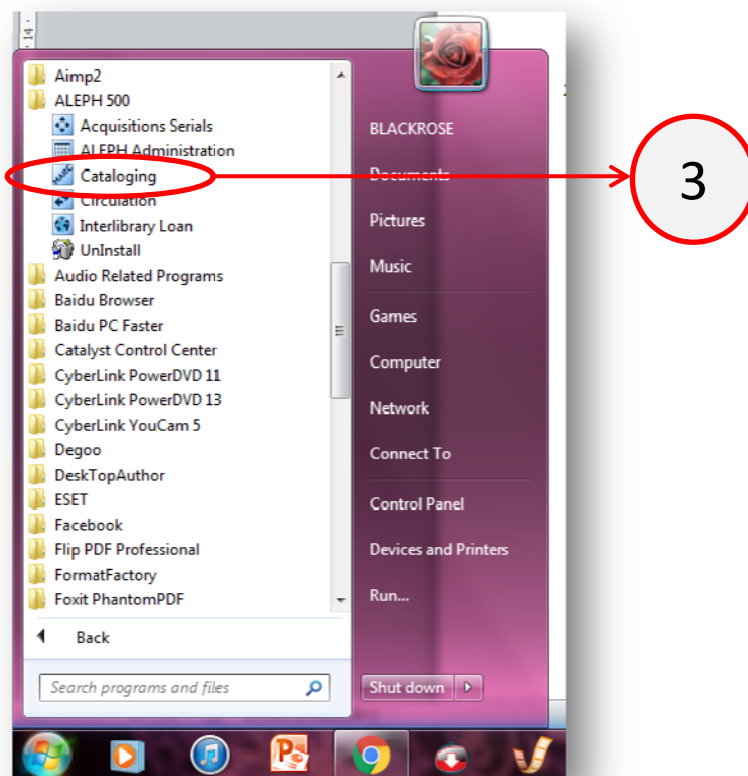 14
Aimp2
ALEPH 500
Acquisitions Serials
ALEPH Administration
Cataloging
Circulation
Interlibrary Loan
UnInstall
Audio Related Programs
Baidu Browser
Baidu PC Faster
Catalyst Control Center
CyberLink PowerDVD 11
CyberLink PowerDVD 13
CyberLink YouCam 5
Degoo
DeskTopAuthor
ESET
Facebook
Flip PDF Professional
FormatFactory
Foxit PhantomPDF
Back
Search programs and files
BLACKROSE
Documents
Pictures
Music
Games
Computer
Network
Connect To
Control Panel
Devices and Printers
Run...
Shut down
3